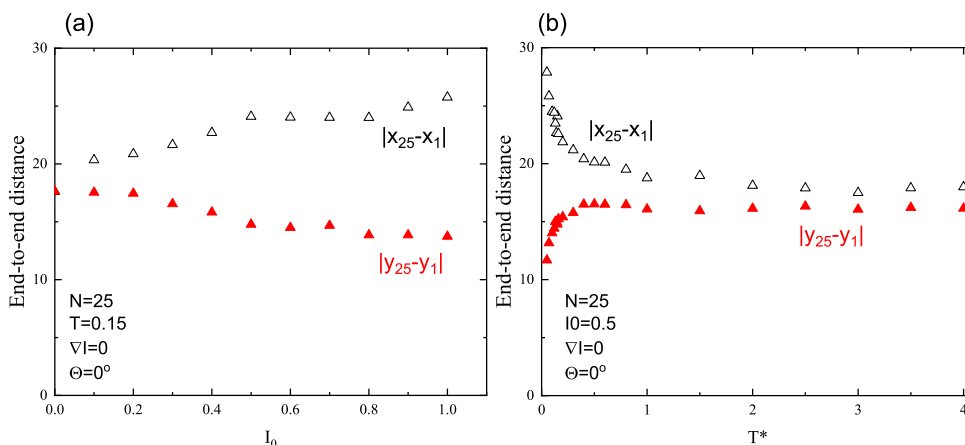 (a)
End-to-end distance
30
20
10
0
|x25-x1|
|y25-y1|
N=25
T=0.15
∇I=0
Θ=0º
0.0 0.2 0.4 0.6 0.8 1.0
I0
(b)
End-to-end distance
30
20
10
0
|x25-x1|
|y25-y1|
N=25
I0=0.5
∇I=0
Θ=0º
0 1 2 3 4
T*